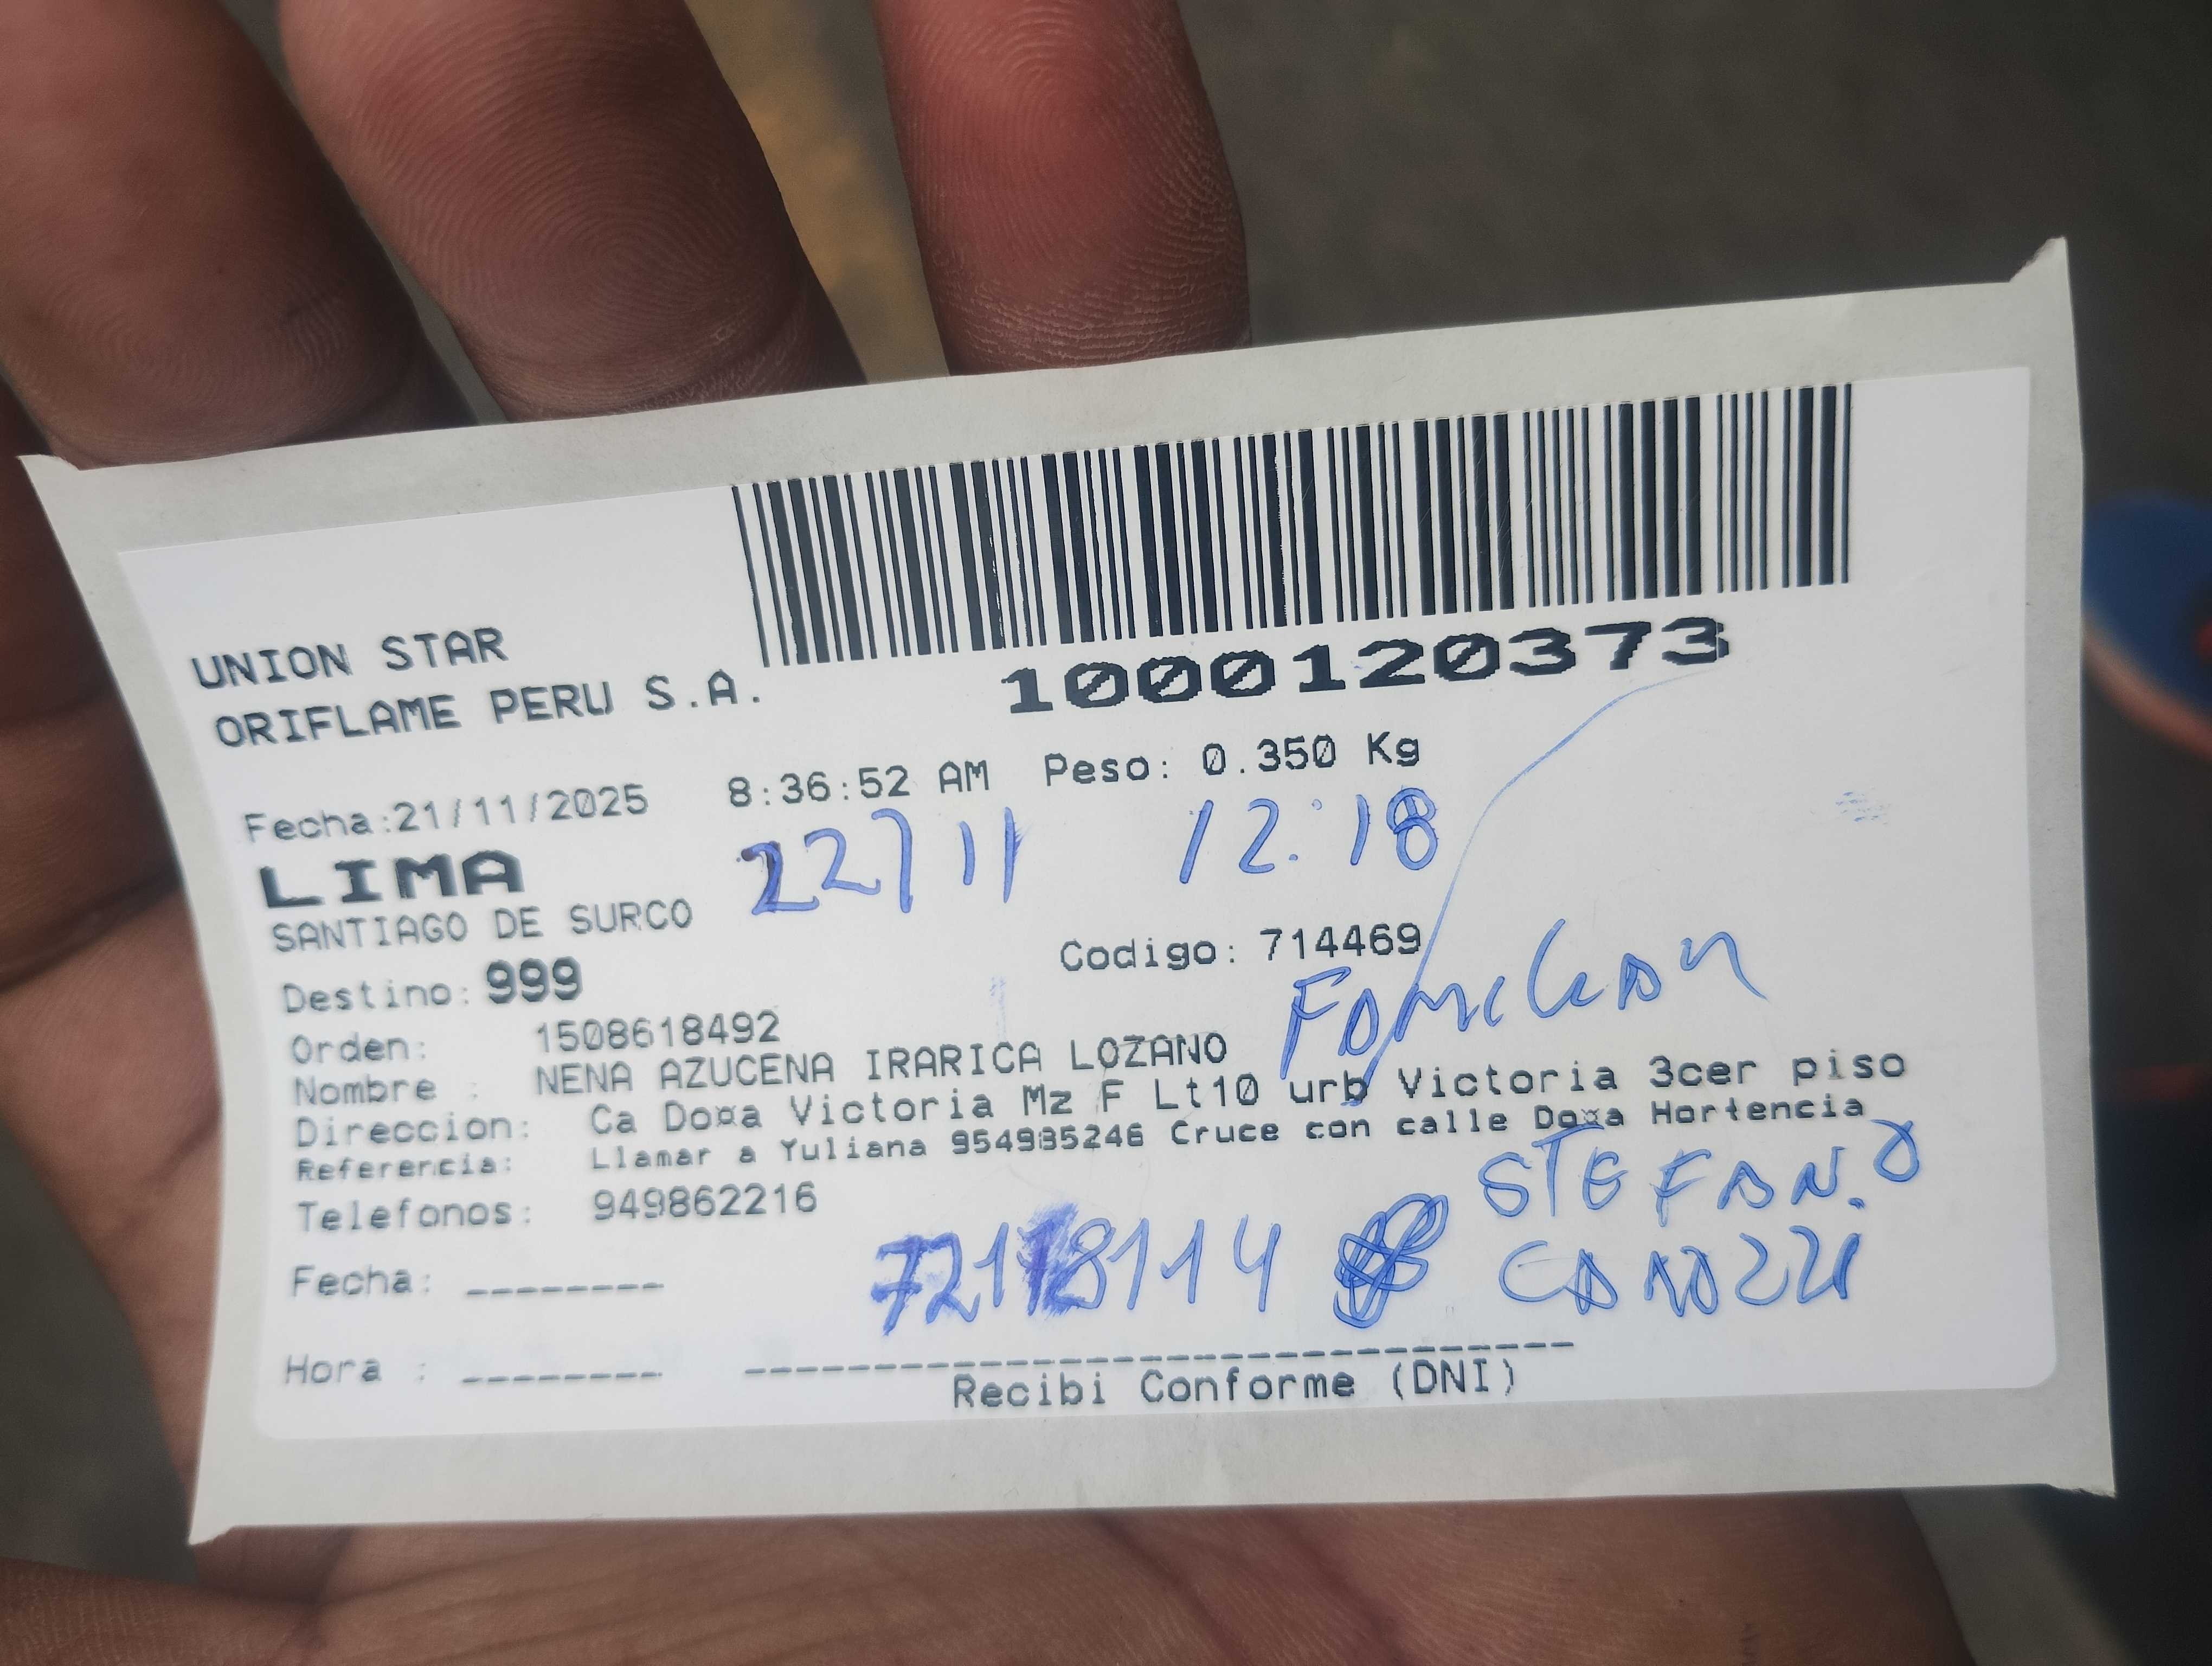 UNION STAR
ORIFLAME PERU S.A.
1000120373
Fecha:21/11/2025 8:36:52 AM Peso: 0.350 Kg
LIMA
22/11 12:18
SANTIAGO DE SURCO
Codigo: 714469
Destino: 999
FAMILIAR
Orden: 1508618492
Nombre : NENA AZUCENA IRARICA LOZANO
Direccion: Ca Do¤a Victoria Mz F Lt10 urb Victoria 3cer piso
Referencia: Llamar a Yuliana 954985246 Cruce con calle Do¤a Hortencia
Telefonos: 949862216
STEFANO
Fecha: ________
Hora : ________
Recibi Conforme (DNI)